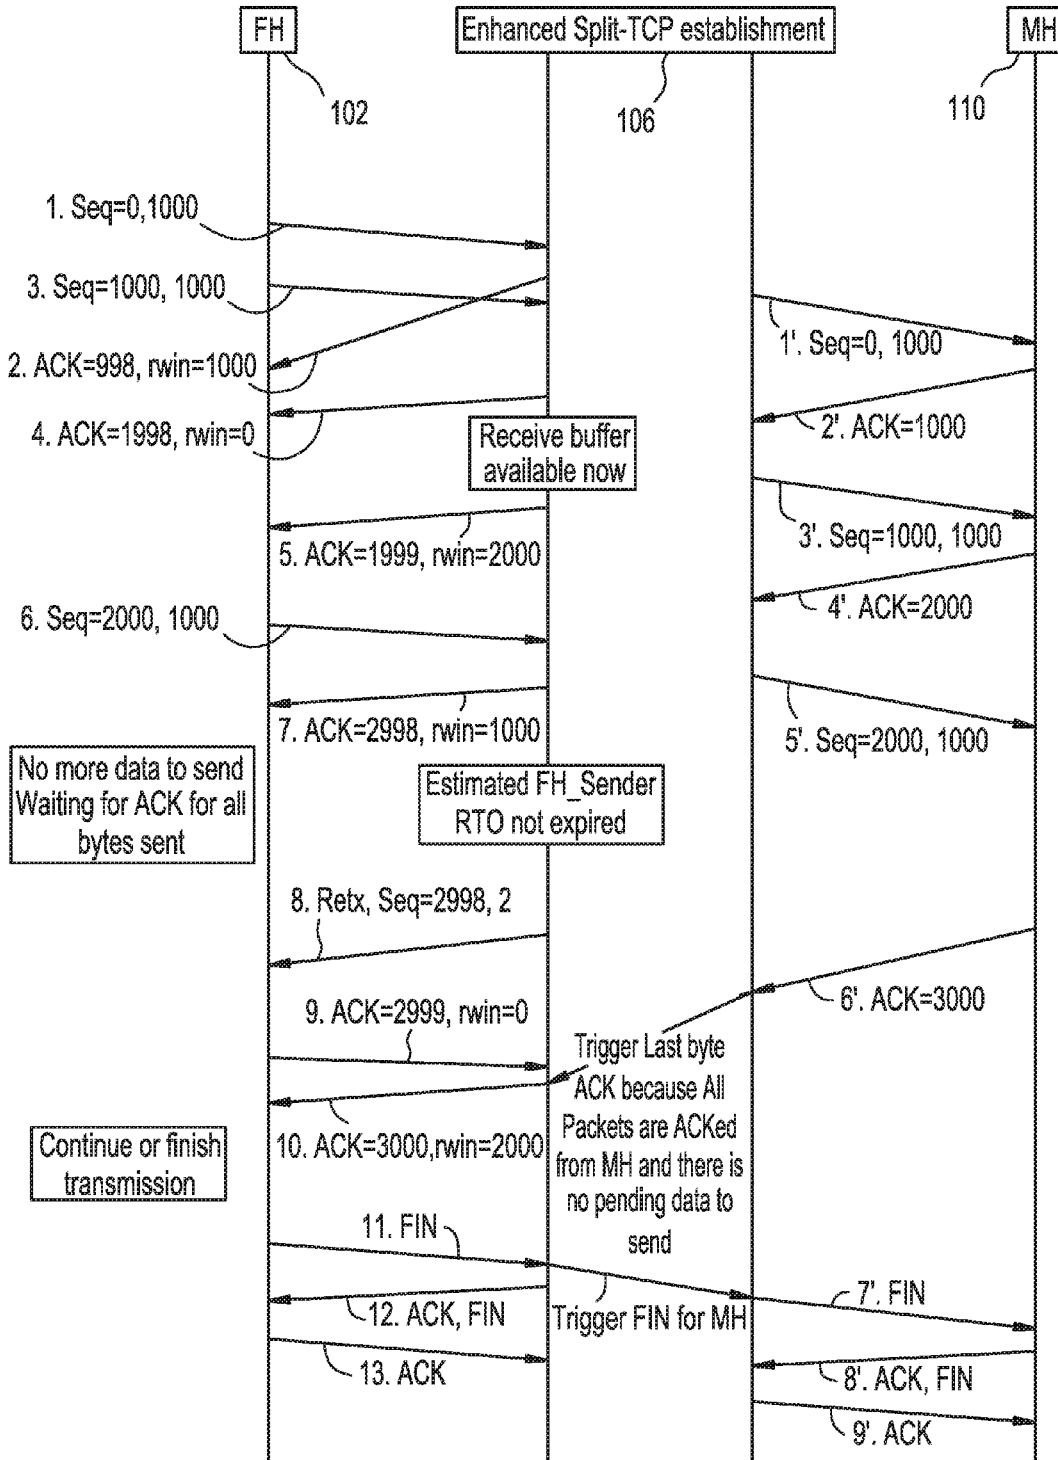 FH
Enhanced Split-TCP establishment
MH
102
106
110
1. Seq=0,1000
3. Seq=1000, 1000
1'. Seq=0, 1000
2. ACK=998, rwin=1000
4. ACK=1998, rwin=0
2'. ACK=1000
Receive buffer
available now
3'. Seq=1000, 1000
5. ACK=1999, rwin=2000
4'. ACK=2000
6. Seq=2000, 1000
7. ACK=2998, rwin=1000
5'. Seq=2000, 1000
No more data to send
Waiting for ACK for all
bytes sent
Estimated FH_Sender
RTO not expired
8. Retx, Seq=2998, 2
6'. ACK=3000
9. ACK=2999, rwin=0
Trigger Last byte
ACK because All
Packets are ACKed
from MH and there is
no pending data to
send
10. ACK=3000,rwin=2000
Continue or finish
transmission
11. FIN
7'. FIN
12. ACK, FIN
Trigger FIN for MH
13. ACK
8'. ACK, FIN
9'. ACK